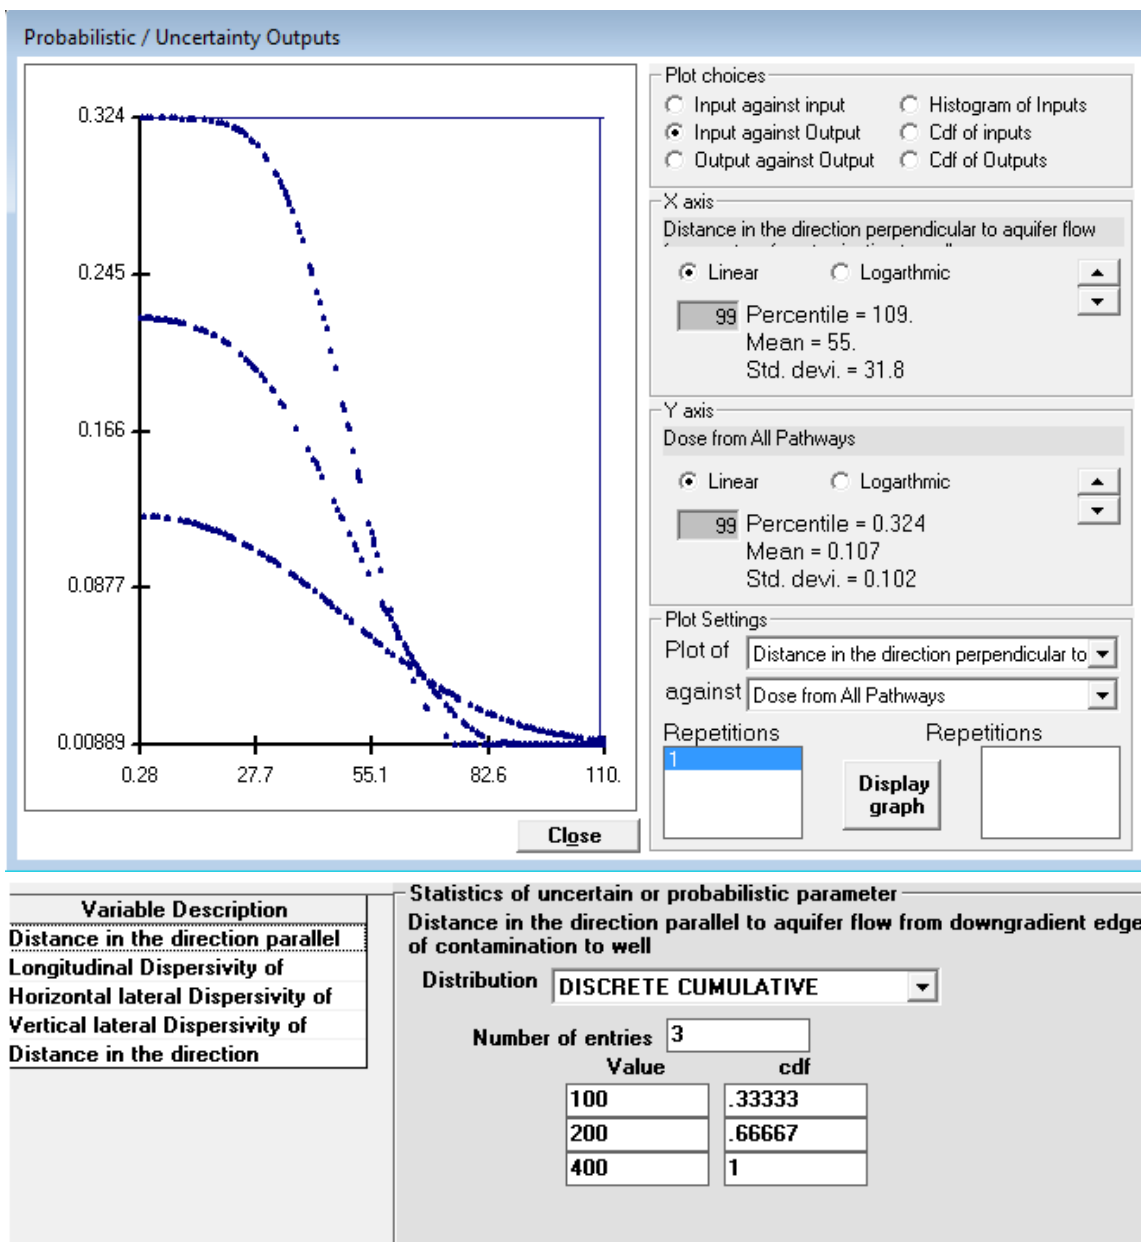 Probabilistic / Uncertainty Outputs
0.324
0.245
0.166
0.0877
0.00889
0.28 27.7 55.1 82.6 110.
Close
Plot choices
Input against input Histogram of Inputs
Input against Output Cdf of inputs
Output against Output Cdf of Outputs
X axis
Distance in the direction perpendicular to aquifer flow
Linear Logarthmic
99 Percentile = 109.
Mean = 55.
Std. devi. = 31.8
Y axis
Dose from All Pathways
Linear Logarthmic
99 Percentile = 0.324
Mean = 0.107
Std. devi. = 0.102
Plot Settings
Plot of Distance in the direction perpendicular to
against Dose from All Pathways
Repetitions Repetitions
1
Display
graph
Variable Description
Distance in the direction parallel
Longitudinal Dispersivity of
Horizontal lateral Dispersivity of
Vertical lateral Dispersivity of
Distance in the direction
Statistics of uncertain or probabilistic parameter
Distance in the direction parallel to aquifer flow from downgradient edge
of contamination to well
Distribution DISCRETE CUMULATIVE
Number of entries 3
Value cdf
100 .33333
200 .66667
400 1